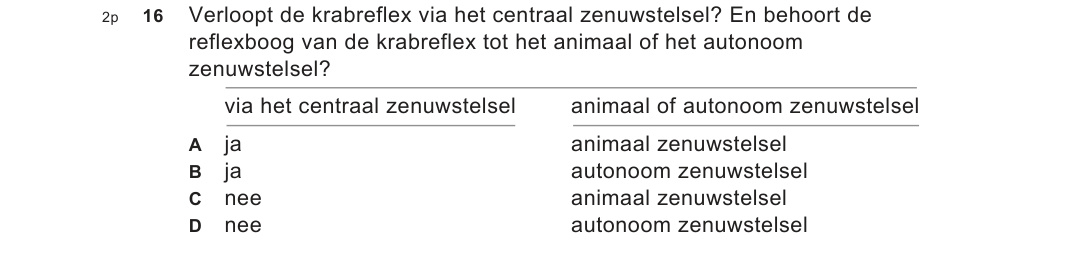 2p 16 Verloopt de krabreflex via het centraal zenuwstelsel? En behoort de
reflexboog van de krabreflex tot het animaal of het autonoom
zenuwstelsel?
via het centraal zenuwstelsel animaal of autonoom zenuwstelsel
A ja animaal zenuwstelsel
B ja autonoom zenuwstelsel
C nee animaal zenuwstelsel
D nee autonoom zenuwstelsel